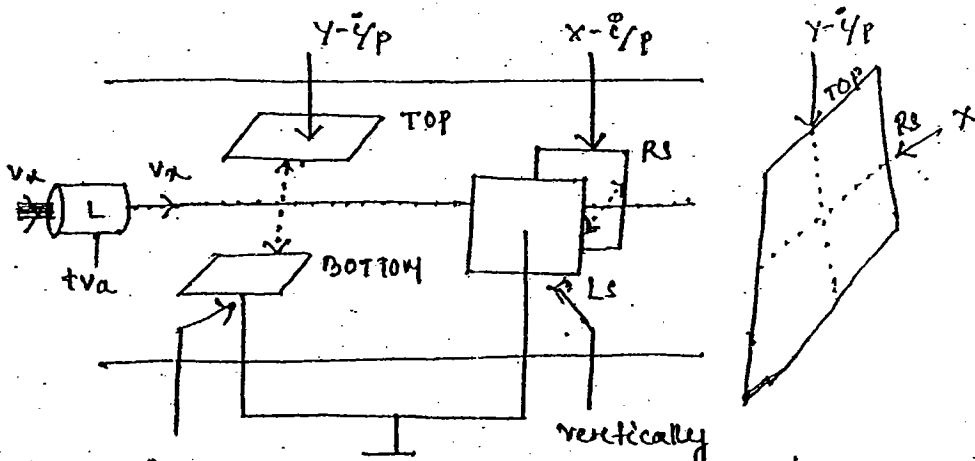 Y-i/p
X-i/p
Y-i/p
TOP
TOP
RS
RS
X
Vx
Vx
L
+Va
BOTTOM
LS
vertically